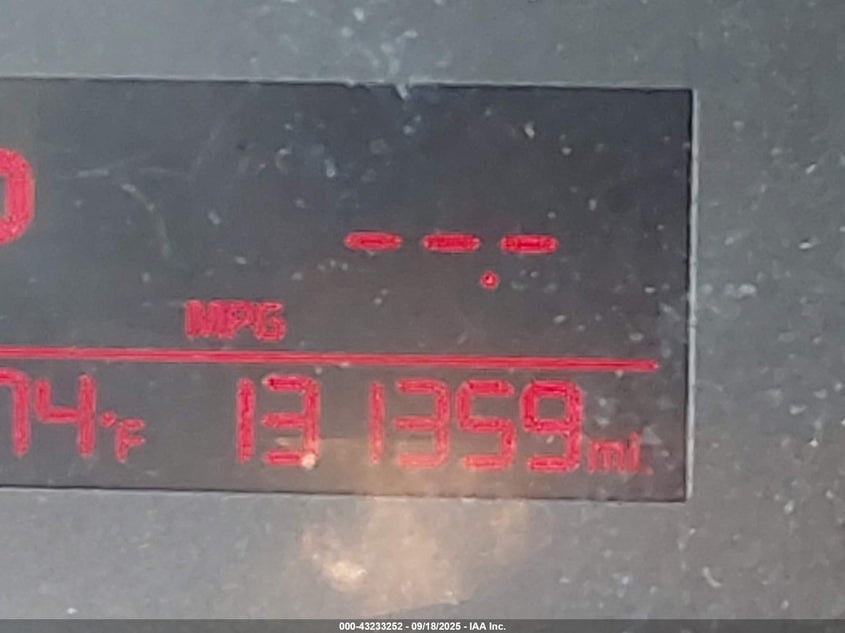 ---.-
MPG
74°F 131359 mi.
000-43233252 - 09/18/2025 - IAA Inc.